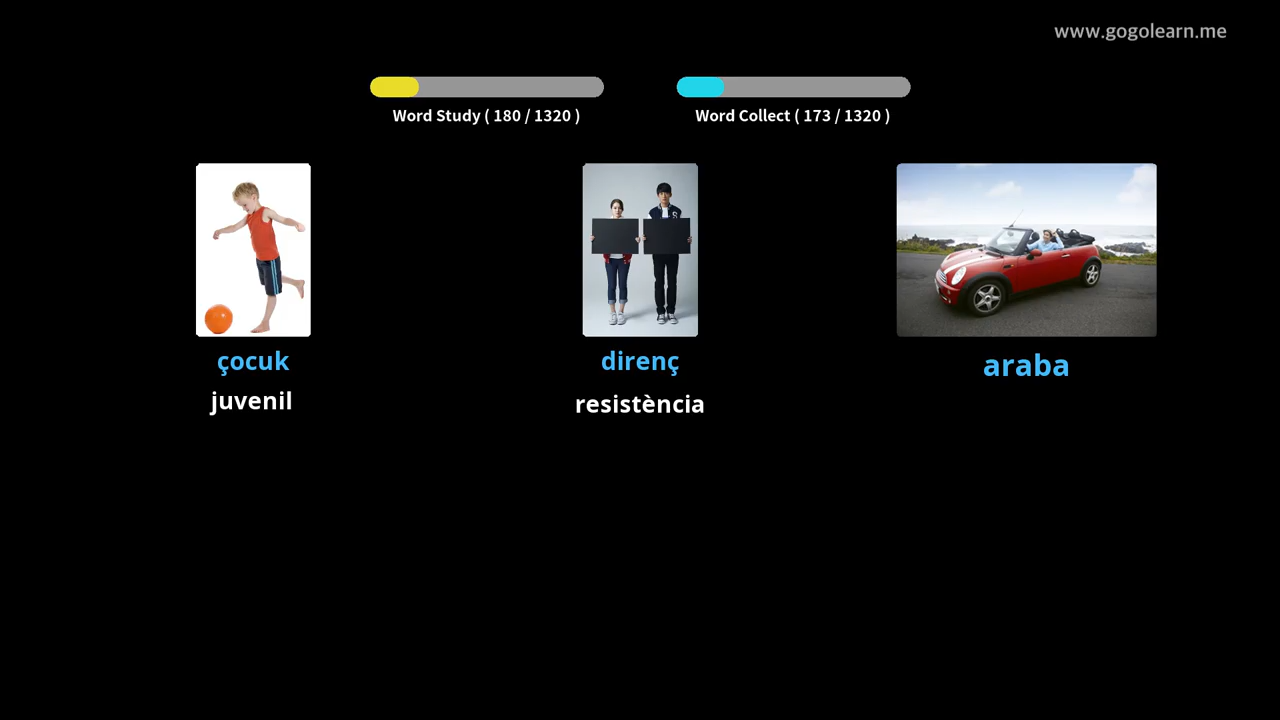 www.gogolearn.me
Word Study ( 180 / 1320 )
Word Collect ( 173 / 1320 )
çocuk
juvenil
direnç
resistència
araba